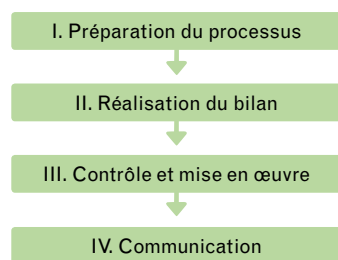 I. Préparation du processus
II. Réalisation du bilan
III. Contrôle et mise en œuvre
IV. Communication